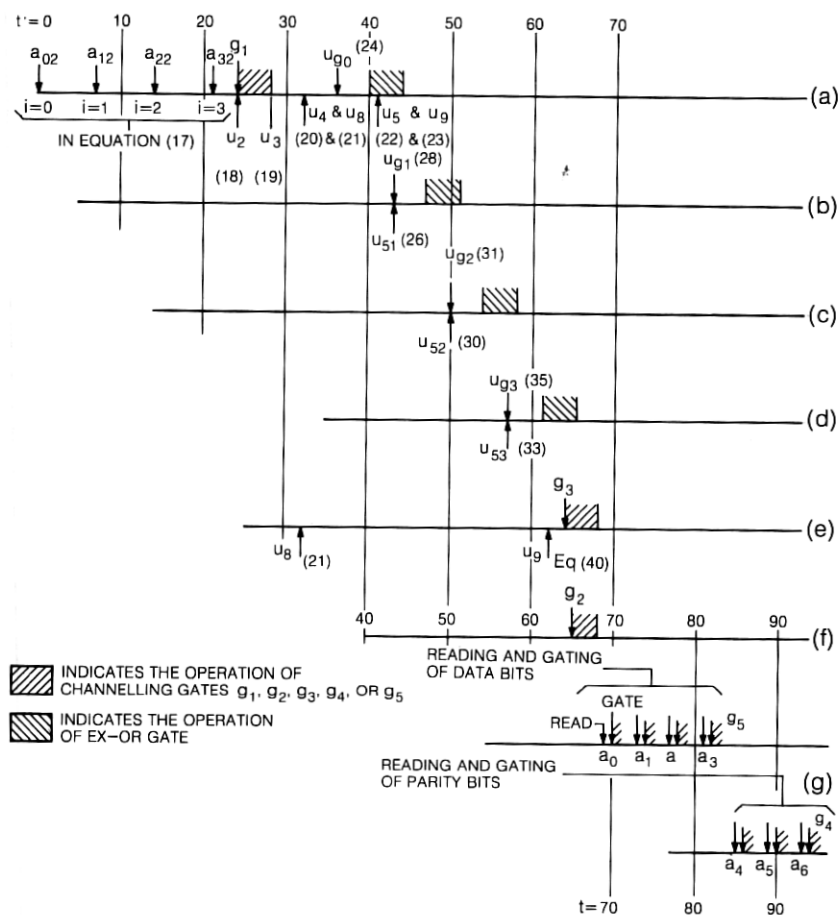 t'=0 10 20 30 40 50 60 70
a02 a12 a22 a32 g1 ug0 (24)
(a)
i=0 i=1 i=2 i=3 u2 u3 u4 & u8 u5 & u9
IN EQUATION (17) (20) & (21) (22) & (23)
(18) (19) ug1 (28)
(b)
u51 (26)
ug2 (31)
(c)
u52 (30)
ug3 (35)
(d)
u53 (33)
g3
(e)
u8 (21) u9 Eq (40)
g2
40 50 60 70 80 90 (f)
READING AND GATING
OF DATA BITS
INDICATES THE OPERATION OF
CHANNELLING GATES g1, g2, g3, g4, OR g5
INDICATES THE OPERATION
OF EX-OR GATE
GATE
READ g5
a0 a1 a a3
READING AND GATING
OF PARITY BITS
(g)
g4
a4 a5 a6
t=70 80 90